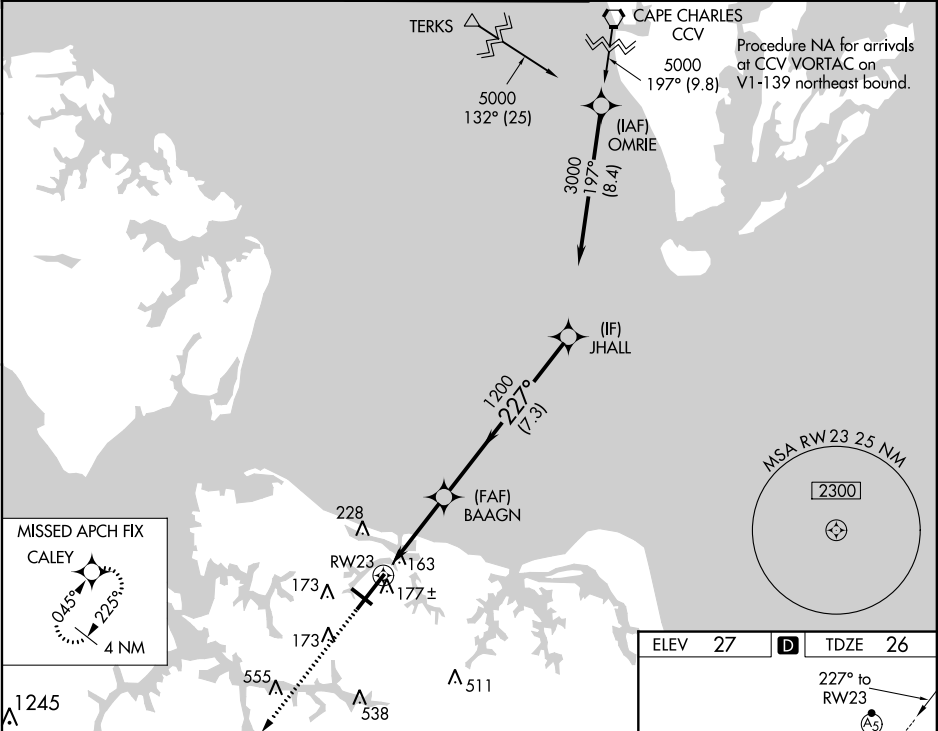 TERKS
CAPE CHARLES
CCV
Procedure NA for arrivals
at CCV VORTAC on
V1-139 northeast bound.
5000
197° (9.8)
5000
132° (25)
(IAF)
OMRIE
3000
197°
(8.4)
(IF)
JHALL
1200
227°
(7.3)
MSA RW23 25 NM
2300
(FAF)
BAAGN
MISSED APCH FIX
CALEY
045°
225°
4 NM
228
RW23
163
173
177±
173
555
511
538
1245
ELEV 27 D TDZE 26
227° to
RW23
A5